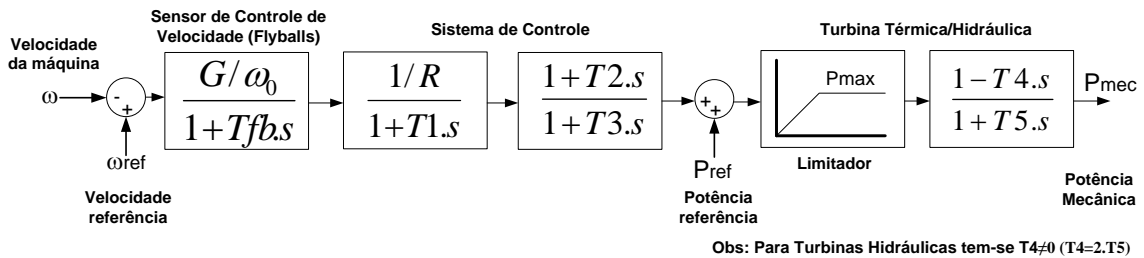 Sensor de Controle de
Velocidade (Flyballs)
Sistema de Controle
Turbina Térmica/Hidráulica
Velocidade
da máquina
ω
-
+
ωref
Velocidade
referência
G/ω₀
1+Tfb.s
1/R
1+T1.s
1+T2.s
1+T3.s
+
+
Pref
Potência
referência
Pmax
Limitador
1−T4.s
1+T5.s
Pmec
Potência
Mecânica
Obs: Para Turbinas Hidráulicas tem-se T4≠0 (T4=2.T5)